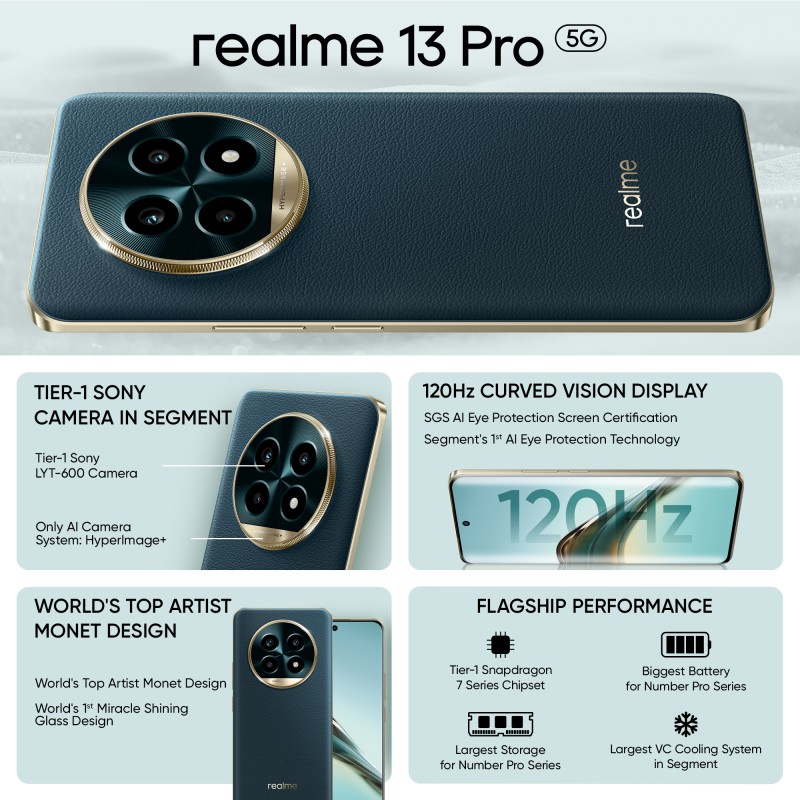 realme 13 Pro 5G
HYPERIMAGE+
realme
TIER-1 SONY
CAMERA IN SEGMENT
Tier-1 Sony
LYT-600 Camera
Only AI Camera
System: HyperImage+
120Hz CURVED VISION DISPLAY
SGS AI Eye Protection Screen Certification
Segment's 1st AI Eye Protection Technology
120Hz
WORLD'S TOP ARTIST
MONET DESIGN
World's Top Artist Monet Design
World's 1st Miracle Shining
Glass Design
realme
FLAGSHIP PERFORMANCE
Tier-1 Snapdragon
7 Series Chipset
Biggest Battery
for Number Pro Series
Largest Storage
for Number Pro Series
Largest VC Cooling System
in Segment